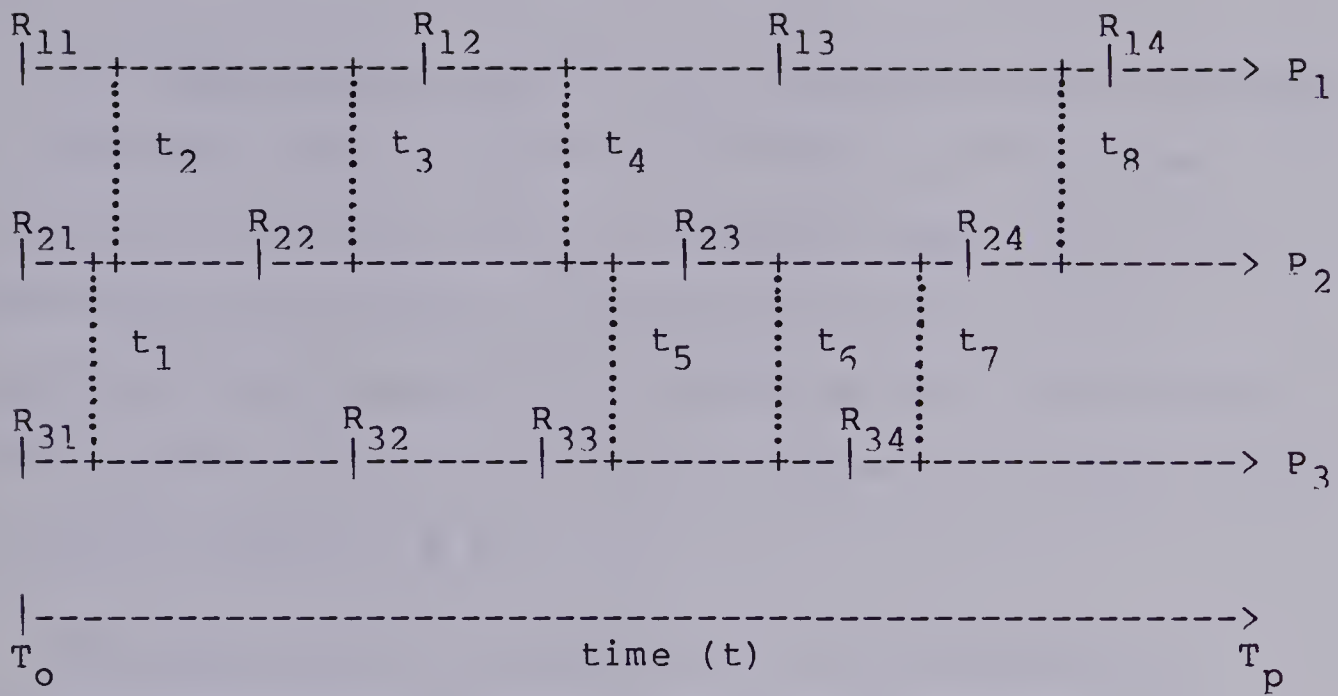 R11 R12 R13 R14
P1
t2 t3 t4 t8
R21 R22 R23 R24
P2
t1 t5 t6 t7
R31 R32 R33 R34
P3
To time (t) Tp